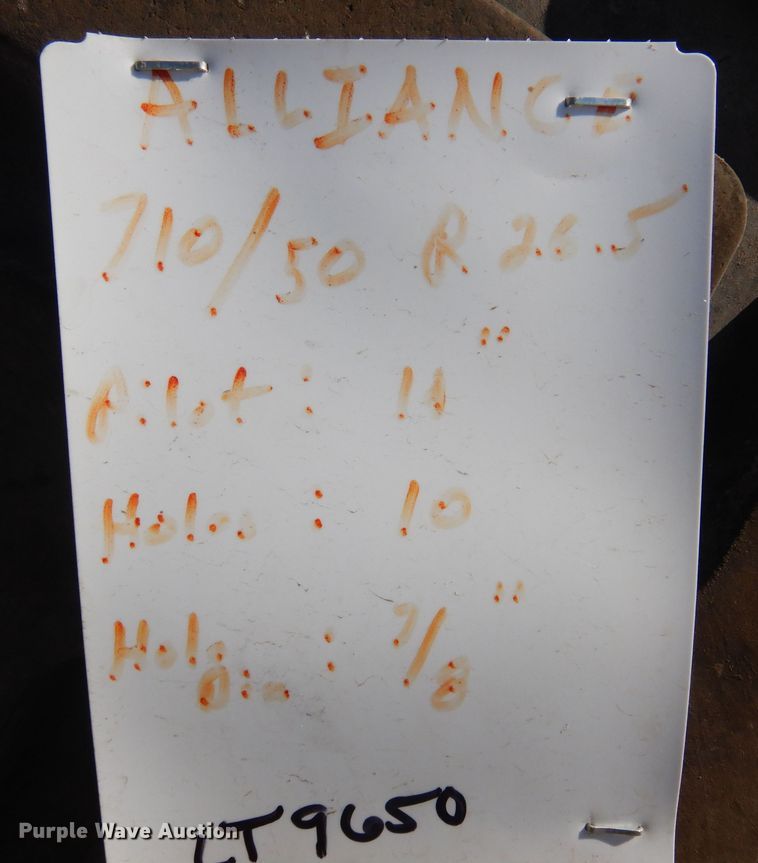 ALLIANCE
710/50 R 26.5
Pilot : 11"
Holes : 10
Hole Dia : 7/8"
LT9650
Purple Wave Auction